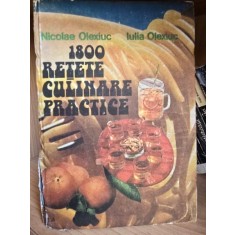 Nicolae Olexiuc Iulia Olexiuc
1800
REȚETE
CULINARE
PRACTICE